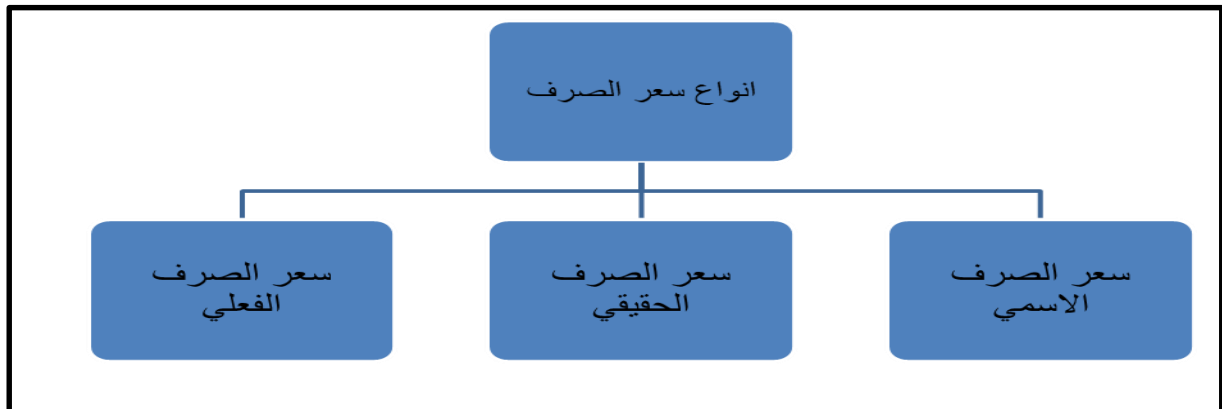 انواع سعر الصرف
سعر الصرف
الاسمي
سعر الصرف
الحقيقي
سعر الصرف
الفعلي